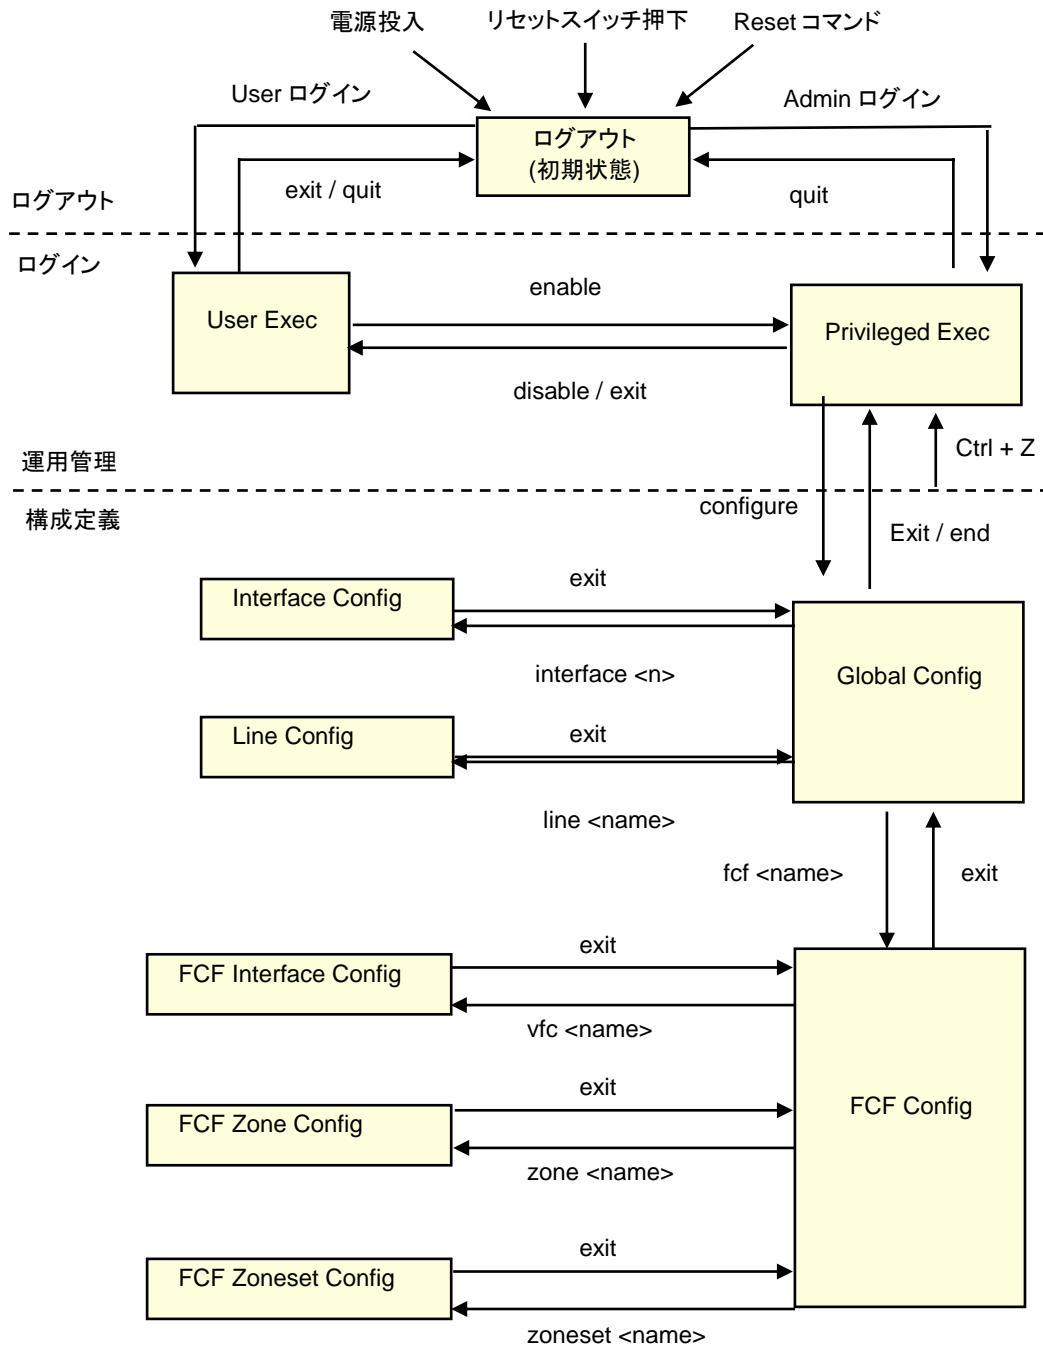 電源投入
リセットスイッチ押下
Reset コマンド
User ログイン
Admin ログイン
ログアウト
(初期状態)
exit / quit
quit
ログアウト
ログイン
User Exec
enable
Privileged Exec
disable / exit
運用管理
Ctrl + Z
構成定義
configure
Exit / end
Interface Config
exit
interface <n>
Global Config
Line Config
exit
line <name>
fcf <name>
exit
FCF Interface Config
exit
vfc <name>
FCF Zone Config
exit
zone <name>
FCF Config
FCF Zoneset Config
exit
zoneset <name>